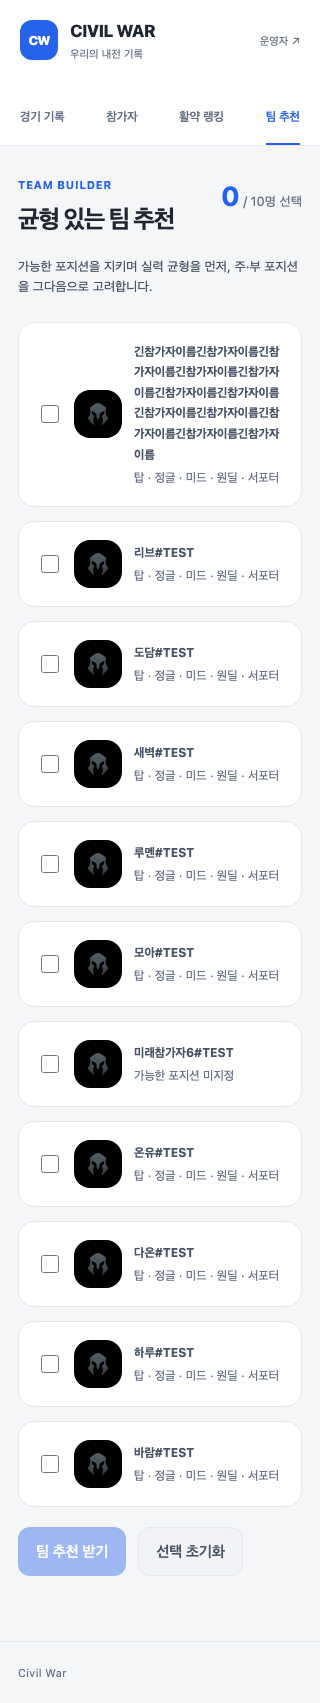 CW
CIVIL WAR
우리의 내전 기록
운영자 ↗
경기 기록
참가자
활약 랭킹
팀 추천
TEAM BUILDER
균형 있는 팀 추천
0 / 10명 선택
가능한 포지션을 지키며 실력 균형을 먼저, 주·부 포지션
을 그다음으로 고려합니다.
긴참가자이름긴참가자이름긴참
가자이름긴참가자이름긴참가자
이름긴참가자이름긴참가자이름
긴참가자이름긴참가자이름긴참
가자이름긴참가자이름긴참가자
이름
탑 · 정글 · 미드 · 원딜 · 서포터
리브#TEST
탑 · 정글 · 미드 · 원딜 · 서포터
도담#TEST
탑 · 정글 · 미드 · 원딜 · 서포터
새벽#TEST
탑 · 정글 · 미드 · 원딜 · 서포터
루멘#TEST
탑 · 정글 · 미드 · 원딜 · 서포터
모아#TEST
탑 · 정글 · 미드 · 원딜 · 서포터
미래참가자6#TEST
가능한 포지션 미지정
온유#TEST
탑 · 정글 · 미드 · 원딜 · 서포터
다온#TEST
탑 · 정글 · 미드 · 원딜 · 서포터
하루#TEST
탑 · 정글 · 미드 · 원딜 · 서포터
바람#TEST
탑 · 정글 · 미드 · 원딜 · 서포터
팀 추천 받기
선택 초기화
Civil War